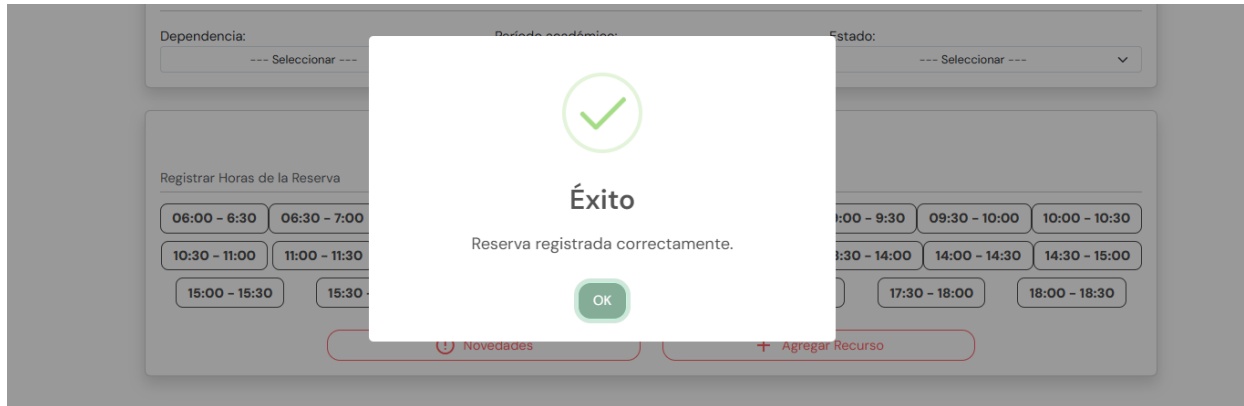 Dependencia: Período académico: Estado:
--- Seleccionar --- --- Seleccionar ---
Éxito
Reserva registrada correctamente.
OK
Registrar Horas de la Reserva
06:00 - 6:30 06:30 - 7:00 09:30 - 10:00 10:00 - 10:30
10:30 - 11:00 11:00 - 11:30 14:00 - 14:30 14:30 - 15:00
15:00 - 15:30 15:30 17:30 - 18:00 18:00 - 18:30
Novedades Agregar Recurso